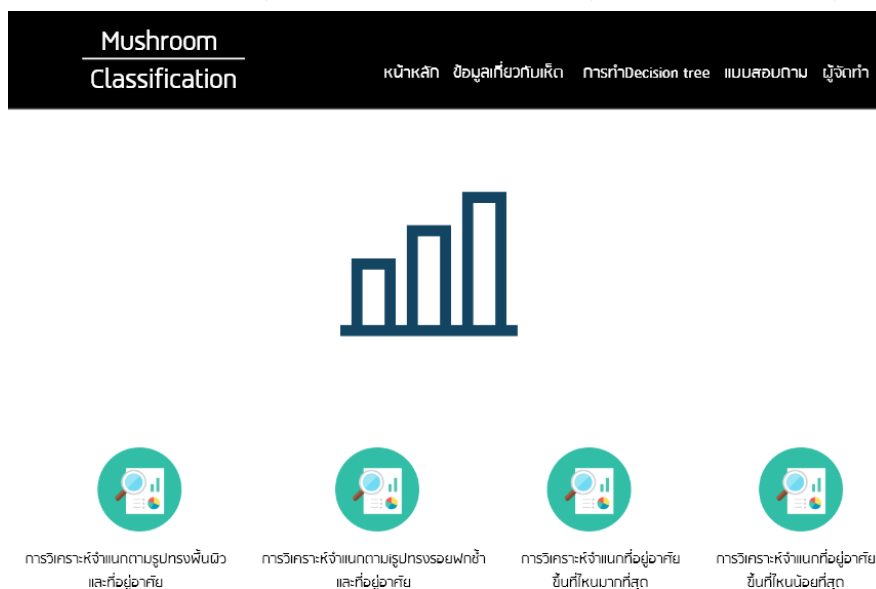 Mushroom
Classification
หน้าหลัก ข้อมูลเกี่ยวกับเห็ด การทำDecision tree แบบสอบถาม ผู้จัดทำ
การวิเคราะห์จำแนกตามรูปทรงพื้นผิว
และที่อยู่อาศัย
การวิเคราะห์จำแนกตามรูปทรงรอยฟกช้ำ
และที่อยู่อาศัย
การวิเคราะห์จำแนกที่อยู่อาศัย
ขึ้นที่ไหนมากที่สุด
การวิเคราะห์จำแนกที่อยู่อาศัย
ขึ้นที่ไหนน้อยที่สุด